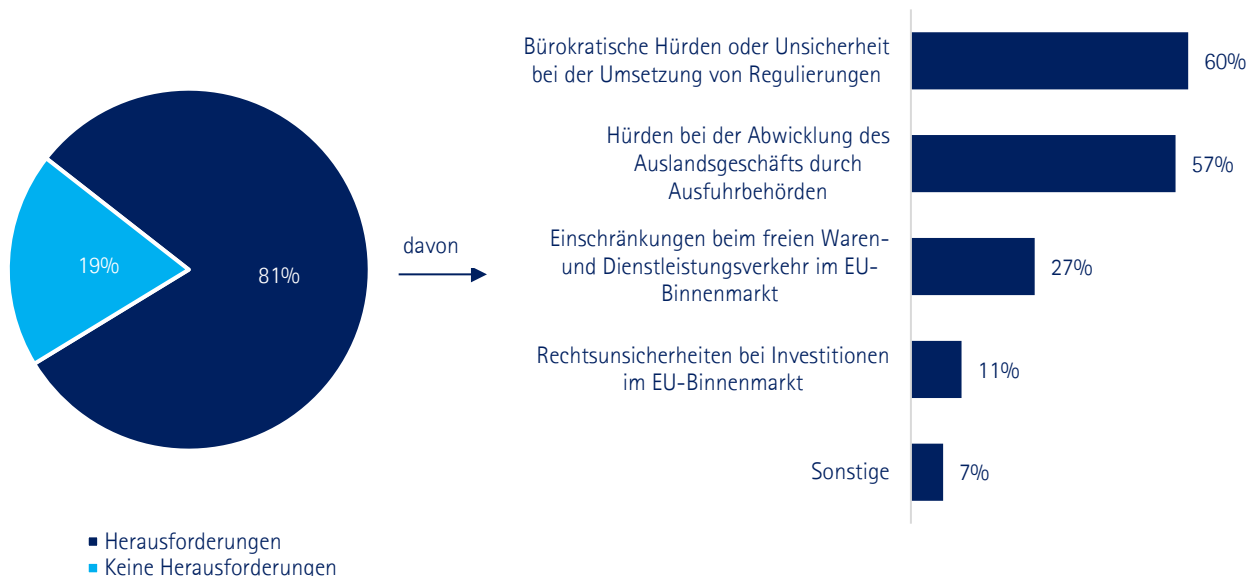 19%
81%
Herausforderungen
Keine Herausforderungen
davon
Bürokratische Hürden oder Unsicherheit
bei der Umsetzung von Regulierungen
60%
Hürden bei der Abwicklung des
Auslandsgeschäfts durch
Ausfuhrbehörden
57%
Einschränkungen beim freien Waren-
und Dienstleistungsverkehr im EU-
Binnenmarkt
27%
Rechtsunsicherheiten bei Investitionen
im EU-Binnenmarkt
11%
Sonstige
7%